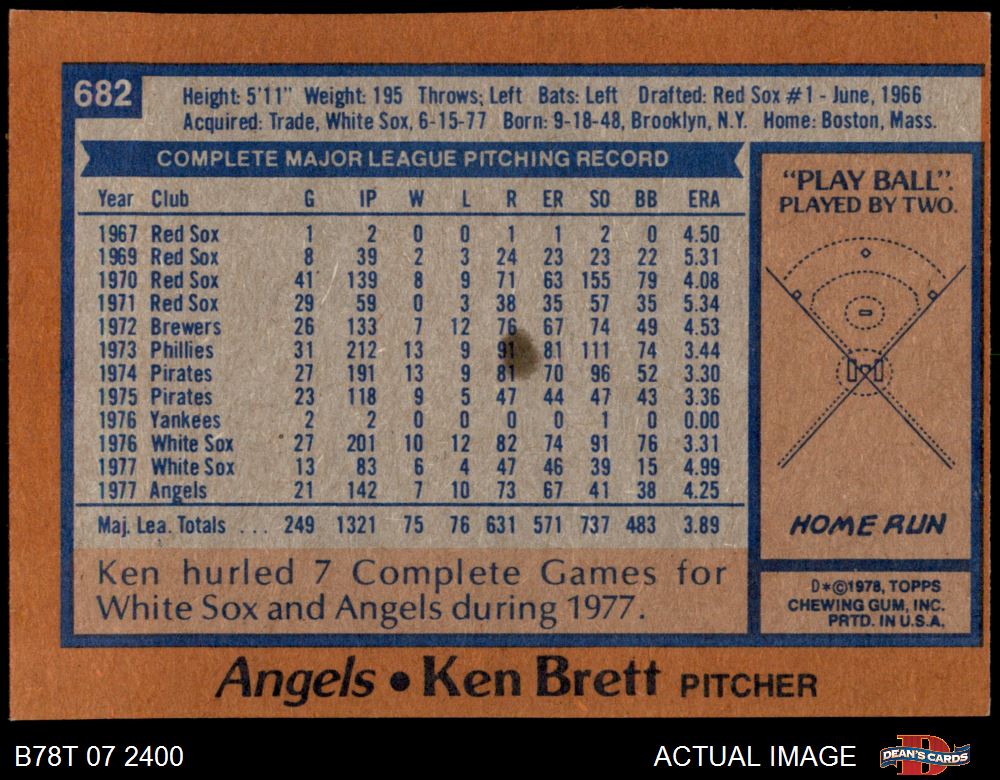 682
Height: 5'11" Weight: 195 Throws: Left Bats: Left Drafted: Red Sox #1 - June, 1966
Acquired: Trade, White Sox, 6-15-77 Born: 9-18-48, Brooklyn, N.Y. Home: Boston, Mass.
COMPLETE MAJOR LEAGUE PITCHING RECORD
Year Club G IP W L R ER SO BB ERA
1967 Red Sox 1 2 0 0 1 1 2 0 4.50
1969 Red Sox 8 39 2 3 24 23 23 22 5.31
1970 Red Sox 41 139 8 9 71 63 155 79 4.08
1971 Red Sox 29 59 0 3 38 35 57 35 5.34
1972 Brewers 26 133 7 12 76 67 74 49 4.53
1973 Phillies 31 212 13 9 91 81 111 74 3.44
1974 Pirates 27 191 13 9 81 70 96 52 3.30
1975 Pirates 23 118 9 5 47 44 47 43 3.36
1976 Yankees 2 2 0 0 0 0 1 0 0.00
1976 White Sox 27 201 10 12 82 74 91 76 3.31
1977 White Sox 13 83 6 4 47 46 39 15 4.99
1977 Angels 21 142 7 10 73 67 41 38 4.25
Maj. Lea. Totals ... 249 1321 75 76 631 571 737 483 3.89
Ken hurled 7 Complete Games for
White Sox and Angels during 1977.
"PLAY BALL".
PLAYED BY TWO.
HOME RUN
D*©1978, TOPPS
CHEWING GUM, INC.
PRTD. IN U.S.A.
Angels • Ken Brett PITCHER
B78T 07 2400
ACTUAL IMAGE
DEAN'S CARDS